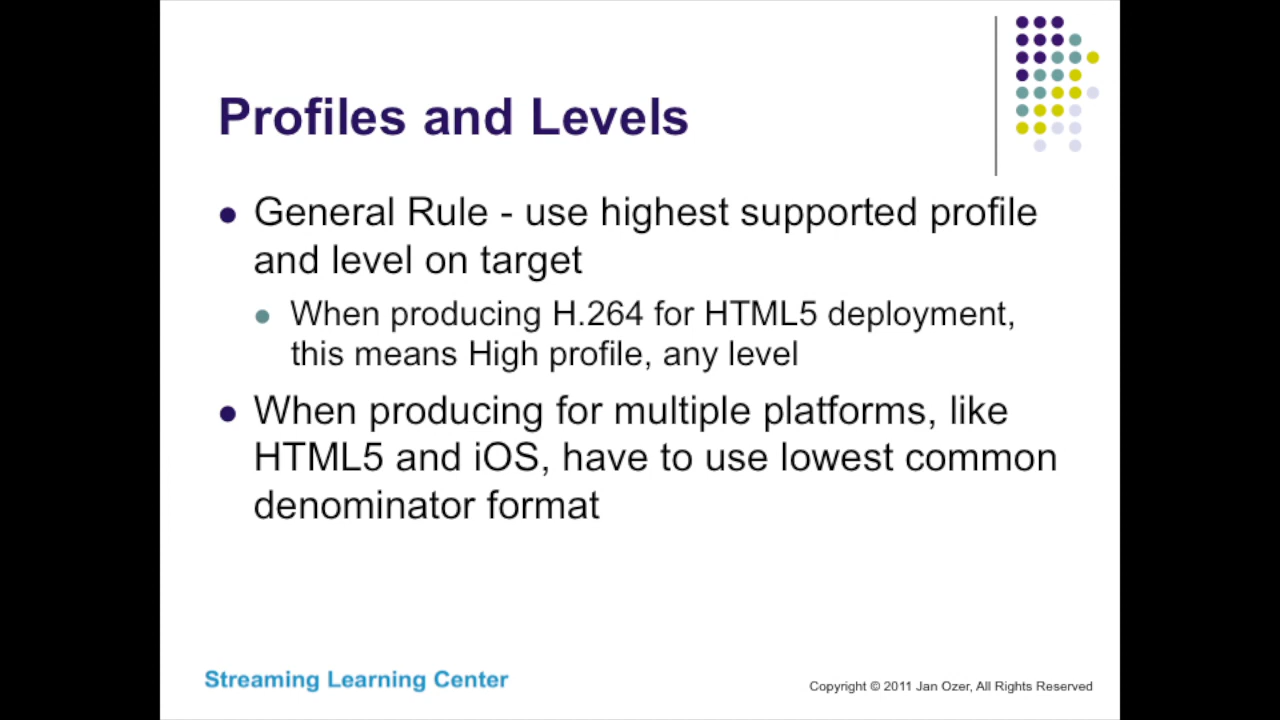 Profiles and Levels
General Rule - use highest supported profile
and level on target
When producing H.264 for HTML5 deployment,
this means High profile, any level
When producing for multiple platforms, like
HTML5 and iOS, have to use lowest common
denominator format
Streaming Learning Center
Copyright © 2011 Jan Ozer, All Rights Reserved